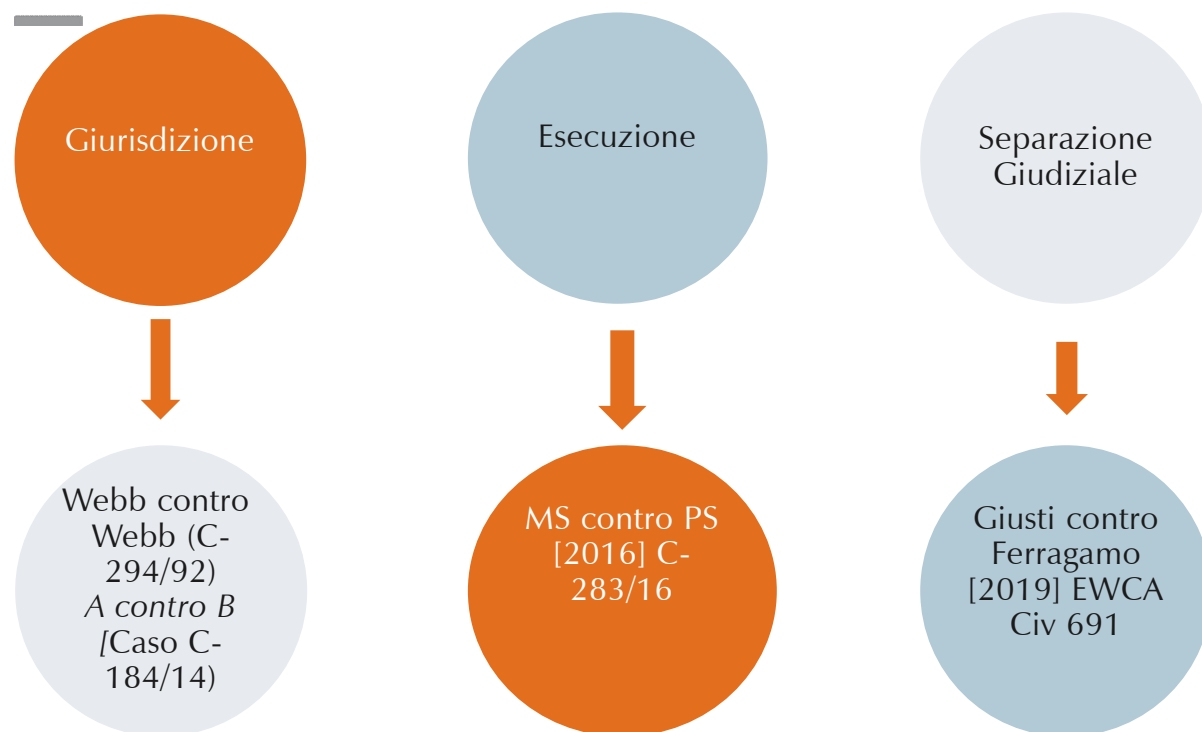 Giurisdizione
Esecuzione
Separazione
Giudiziale
Webb contro
Webb (C-
294/92)
A contro B
[Caso C-
184/14)
MS contro PS
[2016] C-
283/16
Giusti contro
Ferragamo
[2019] EWCA
Civ 691